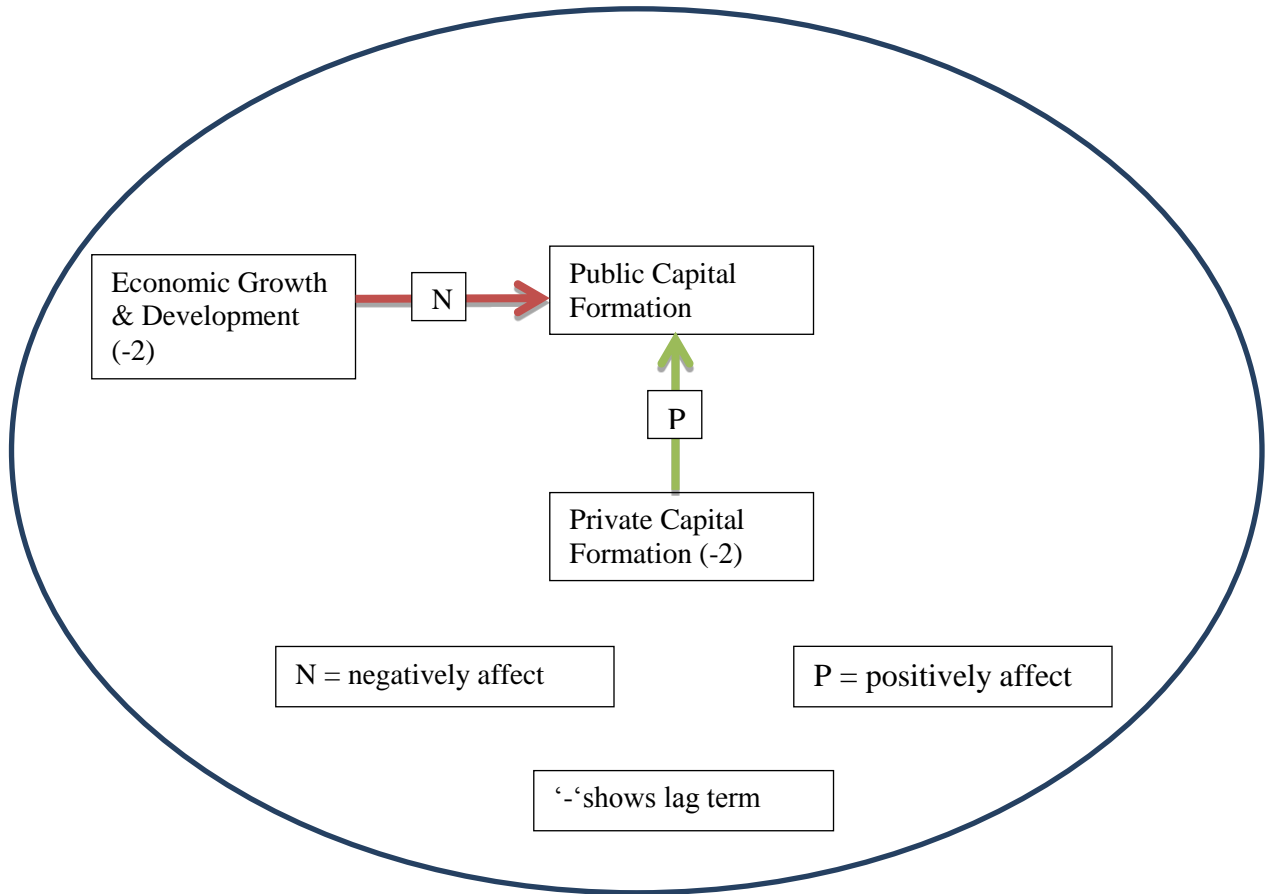 Economic Growth
& Development
(-2)
N
Public Capital
Formation
P
Private Capital
Formation (-2)
N = negatively affect
P = positively affect
‘-‘shows lag term